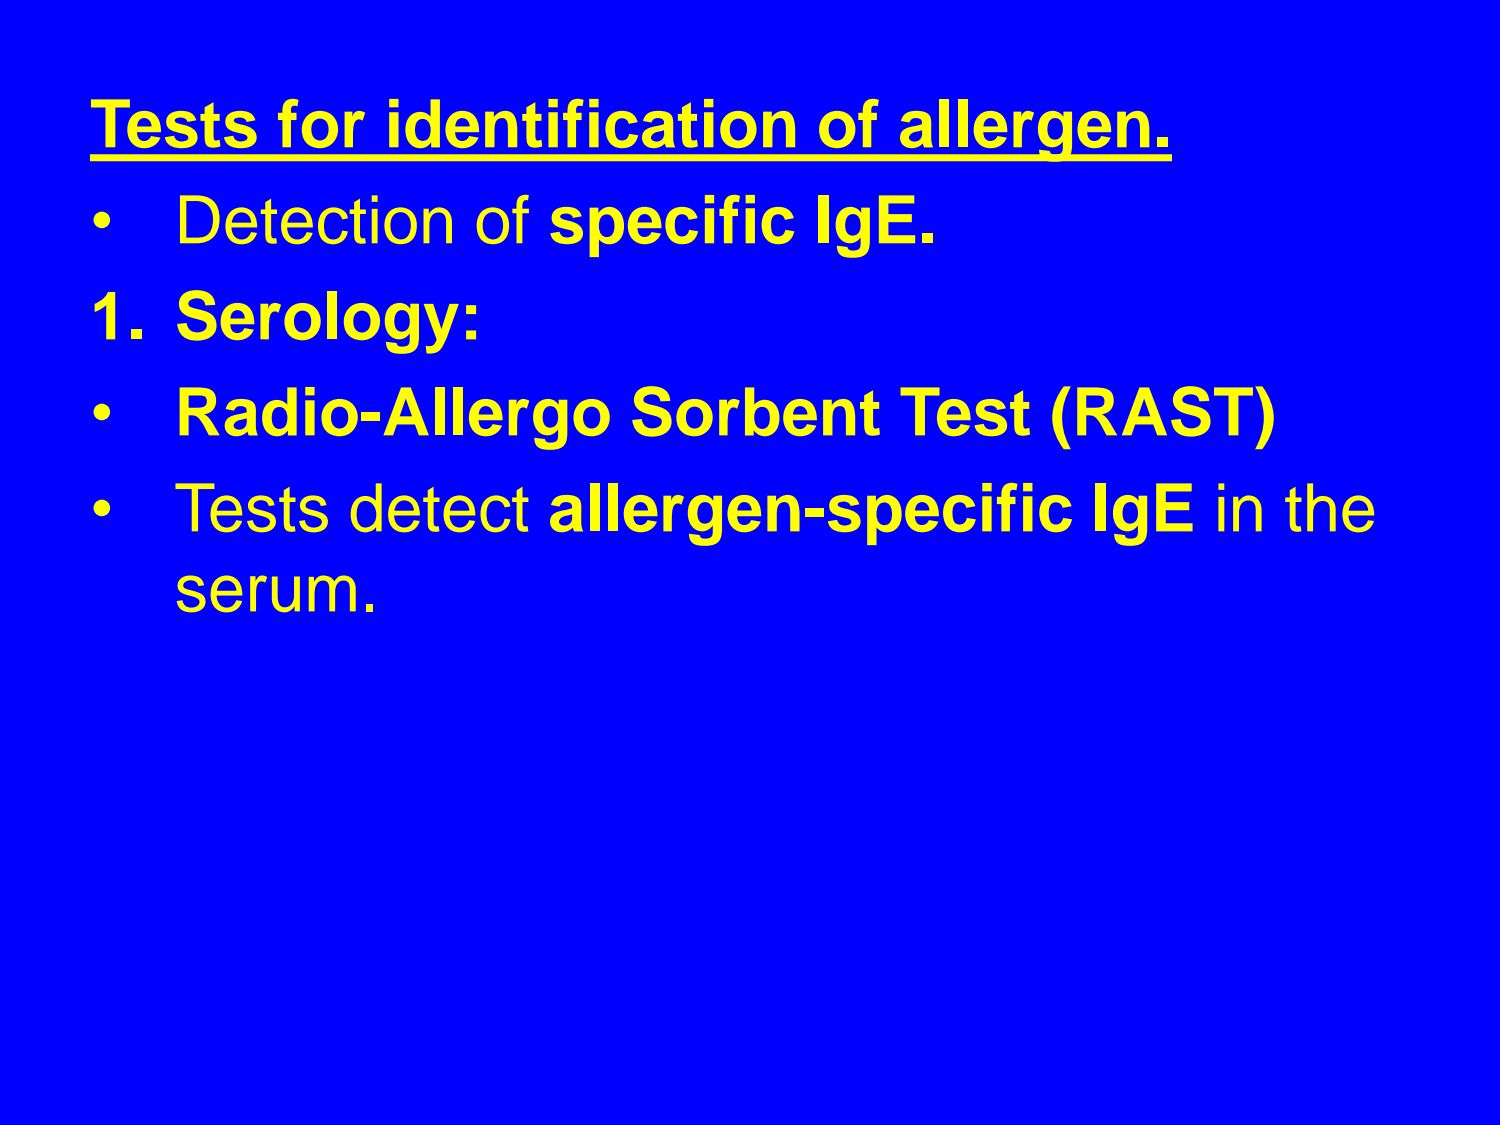 Tests for identification of allergen.
• Detection of specific IgE.
1. Serology:
• Radio-Allergo Sorbent Test (RAST)
• Tests detect allergen-specific IgE in the
serum.